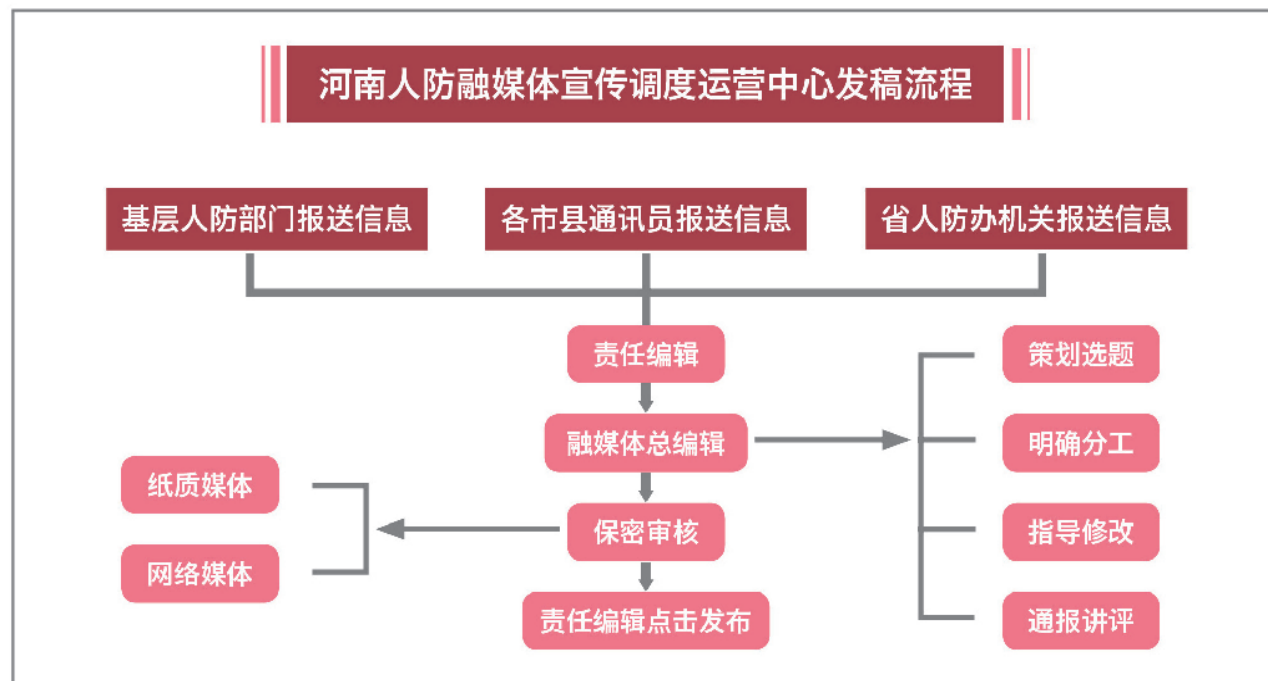 河南人防融媒体宣传调度运营中心发稿流程
基层人防部门报送信息
各市县通讯员报送信息
省人防办机关报送信息
责任编辑
融媒体总编辑
保密审核
责任编辑点击发布
纸质媒体
网络媒体
策划选题
明确分工
指导修改
通报讲评